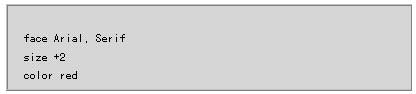 face Arial, Serif
size +2
color red